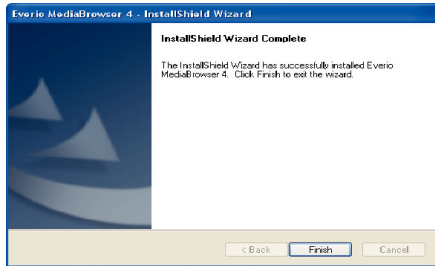 Everio MediaBrowser 4 - InstallShield Wizard
InstallShield Wizard Complete
The InstallShield Wizard has successfully installed Everio
MediaBrowser 4. Click Finish to exit the wizard.
< Back
Finish
Cancel